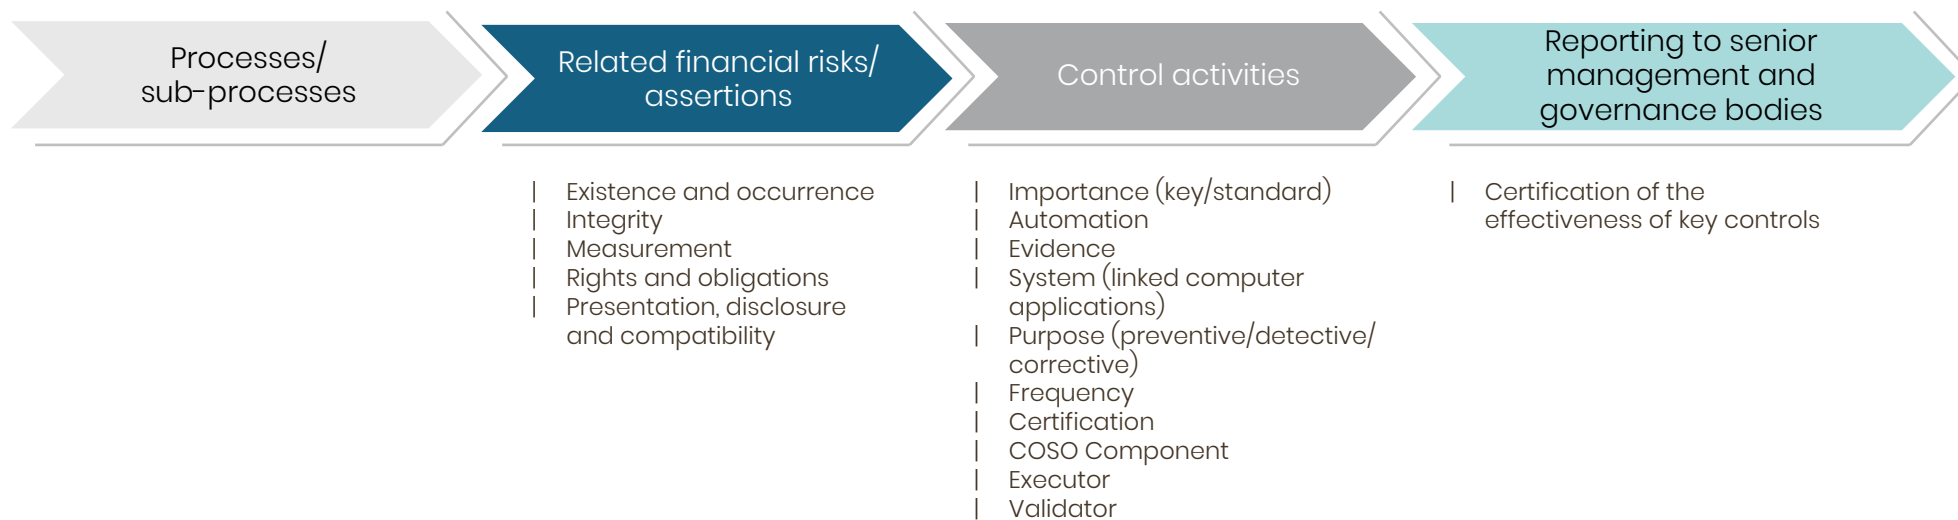 Processes/
sub-processes
Related financial risks/
assertions
Control activities
Reporting to senior
management and
governance bodies
| Existence and occurrence
| Integrity
| Measurement
| Rights and obligations
| Presentation, disclosure
and compatibility
| Importance (key/standard)
| Automation
| Evidence
| System (linked computer
applications)
| Purpose (preventive/detective/
corrective)
| Frequency
| Certification
| COSO Component
| Executor
| Validator
| Certification of the
effectiveness of key controls